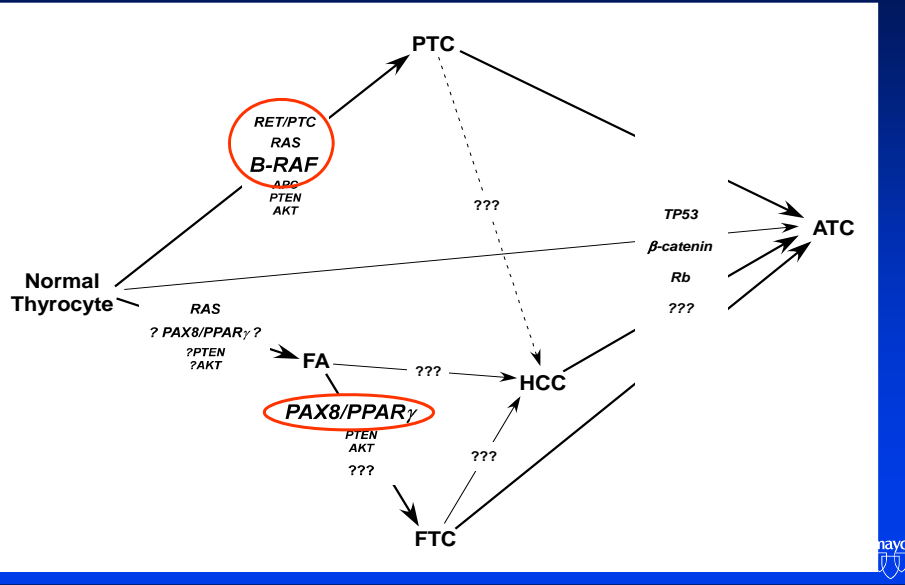 PTC
RET/PTC
RAS
B-RAF
APC
PTEN
AKT
???
TP53
β-catenin
Rb
???
ATC
Normal
Thyrocyte
RAS
? PAX8/PPARγ ?
?PTEN
?AKT
FA
???
HCC
PAX8/PPARγ
PTEN
AKT
???
???
FTC